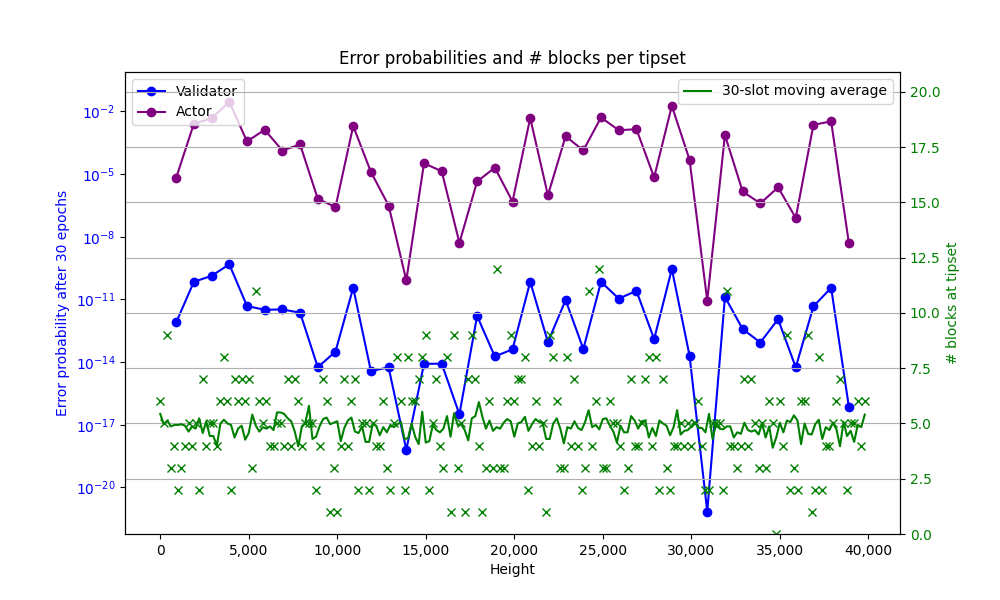 Error probabilities and # blocks per tipset
Validator
Actor
30-slot moving average
10⁻²
10⁻⁵
10⁻⁸
10⁻¹¹
10⁻¹⁴
10⁻¹⁷
10⁻²⁰
Error probability after 30 epochs
20.0
17.5
15.0
12.5
10.0
7.5
5.0
2.5
0.0
# blocks at tipset
0 5,000 10,000 15,000 20,000 25,000 30,000 35,000 40,000
Height